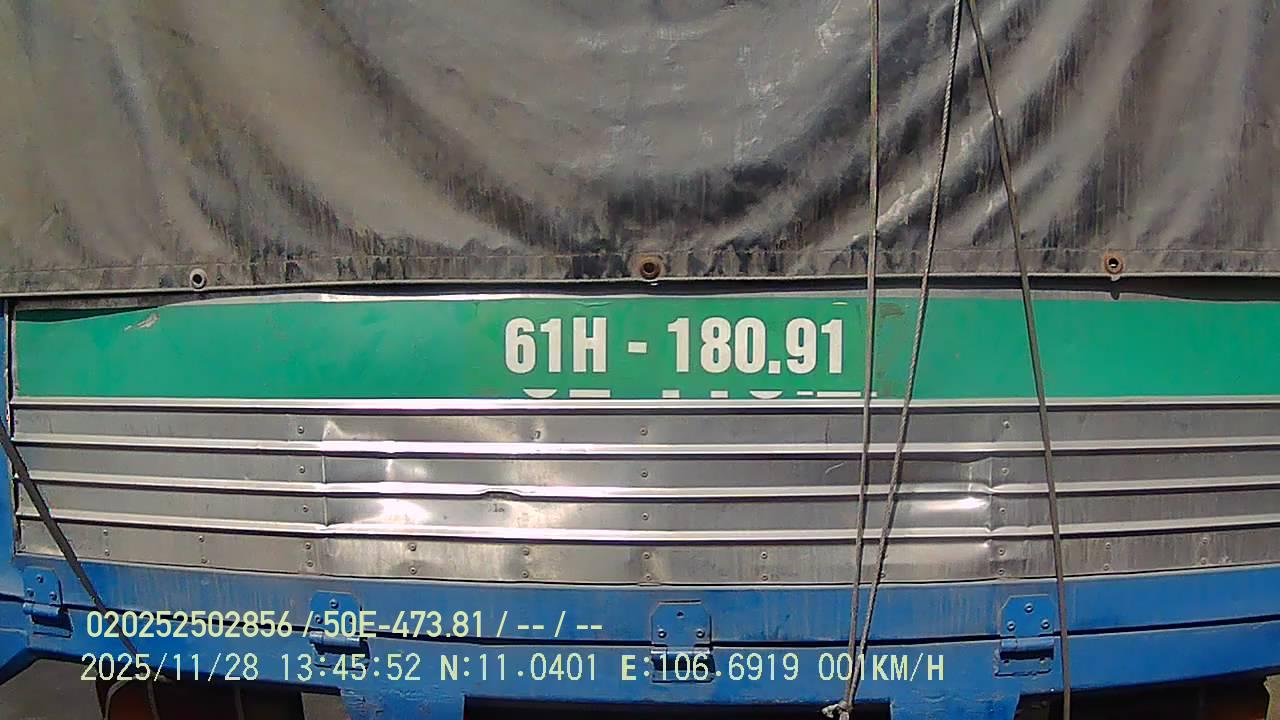 61H - 180.91
020252502856 / 50E-473.81 / -- / --
2025/11/28 13:45:52 N:11.0401 E:106.6919 001KM/H